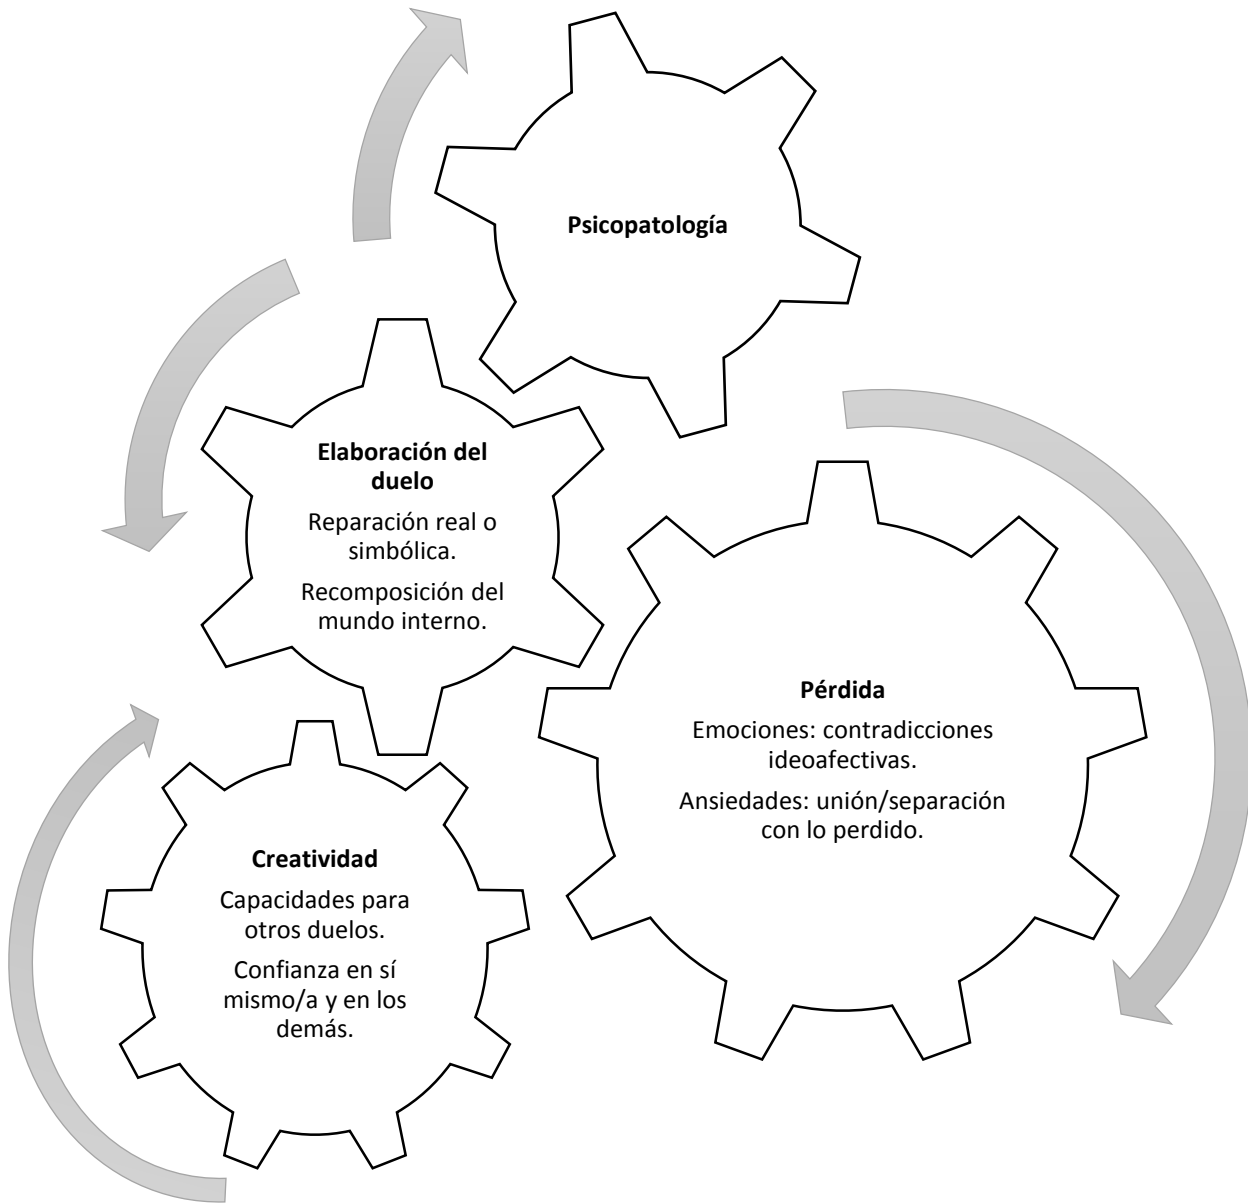 Psicopatología
Elaboración del
duelo
Reparación real o
simbólica.
Recomposición del
mundo interno.
Pérdida
Emociones: contradicciones
ideoafectivas.
Ansiedades: unión/separación
con lo perdido.
Creatividad
Capacidades para
otros duelos.
Confianza en sí
mismo/a y en los
demás.